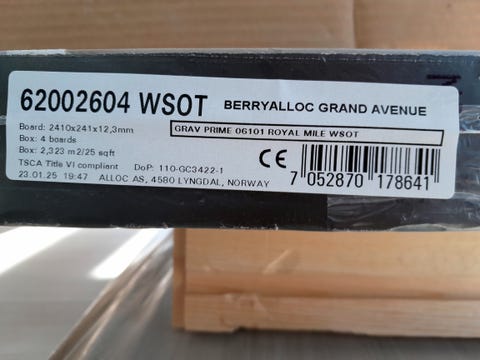 62002604 WSOT BERRYALLOC GRAND AVENUE
Board: 2410x241x12,3mm
GRAV PRIME 06101 ROYAL MILE WSOT
Box: 4 boards
Box: 2,323 m2/25 sqft
TSCA Title VI compliant DoP: 110-GC3422-1
CE
23.01.25 19:47 ALLOC AS, 4580 LYNGDAL, NORWAY
7 052870 178641